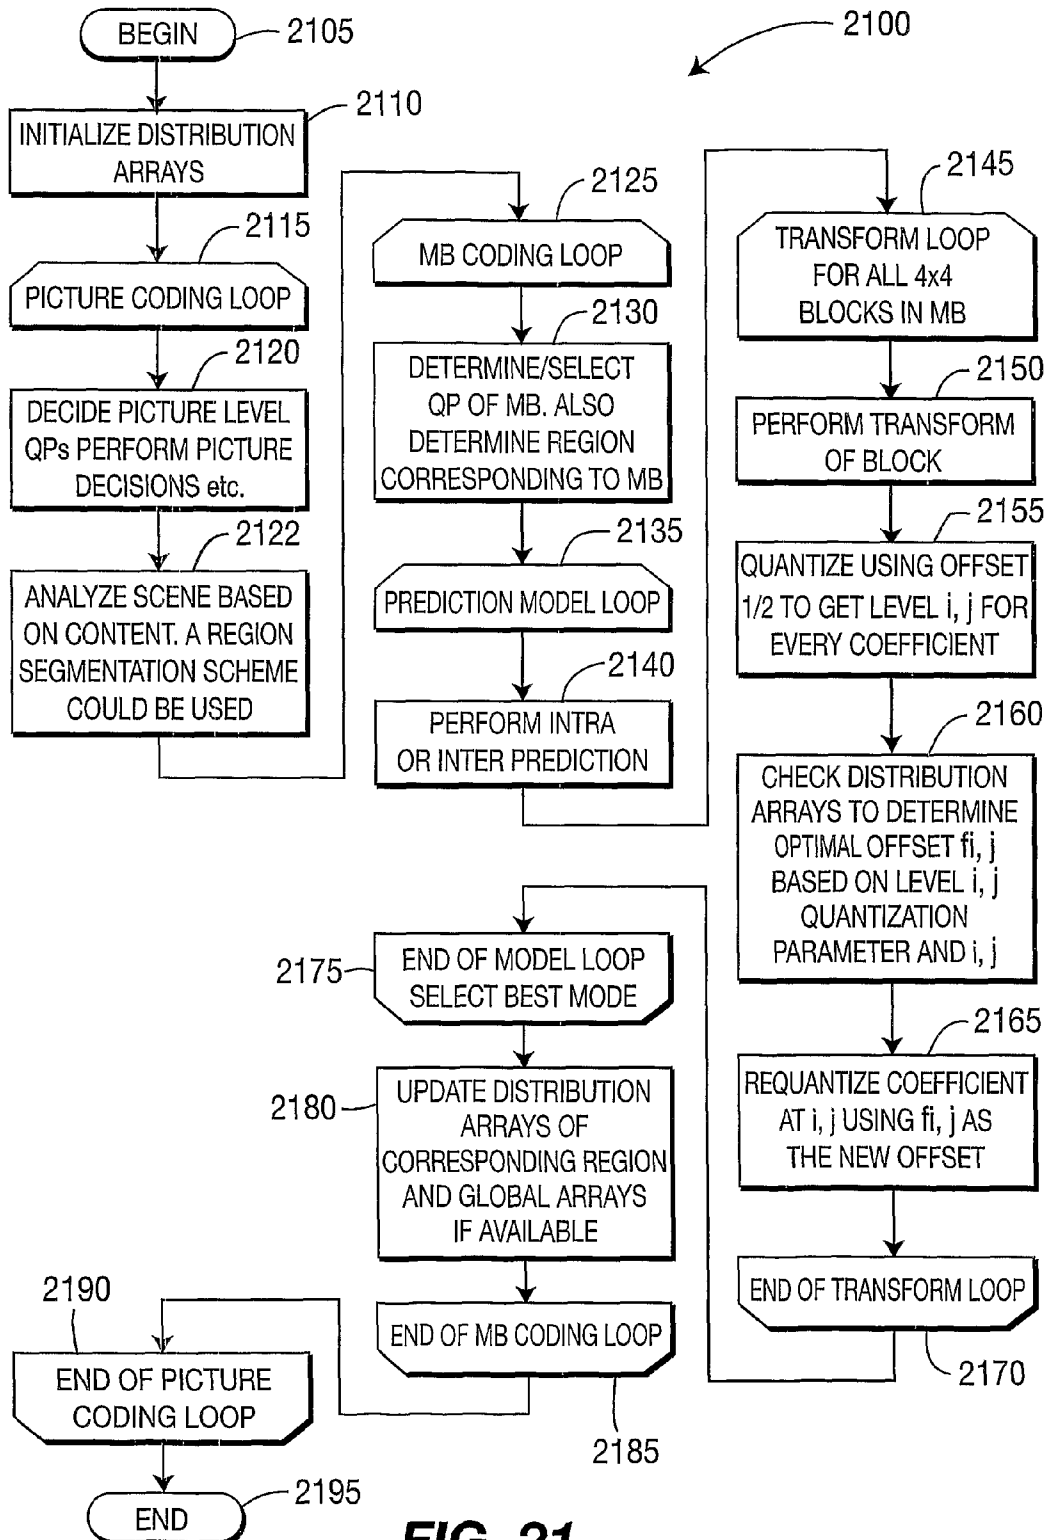 2100
BEGIN
2105
INITIALIZE DISTRIBUTION
ARRAYS
2110
PICTURE CODING LOOP
2115
DECIDE PICTURE LEVEL
QPs PERFORM PICTURE
DECISIONS etc.
2120
ANALYZE SCENE BASED
ON CONTENT. A REGION
SEGMENTATION SCHEME
COULD BE USED
2122
MB CODING LOOP
2125
DETERMINE/SELECT
QP OF MB. ALSO
DETERMINE REGION
CORRESPONDING TO MB
2130
PREDICTION MODEL LOOP
2135
PERFORM INTRA
OR INTER PREDICTION
2140
TRANSFORM LOOP
FOR ALL 4x4
BLOCKS IN MB
2145
PERFORM TRANSFORM
OF BLOCK
2150
QUANTIZE USING OFFSET
1/2 TO GET LEVEL i, j FOR
EVERY COEFFICIENT
2155
CHECK DISTRIBUTION
ARRAYS TO DETERMINE
OPTIMAL OFFSET fi, j
BASED ON LEVEL i, j
QUANTIZATION
PARAMETER AND i, j
2160
REQUANTIZE COEFFICIENT
AT i, j USING fi, j AS
THE NEW OFFSET
2165
END OF TRANSFORM LOOP
2170
END OF MODEL LOOP
SELECT BEST MODE
2175
UPDATE DISTRIBUTION
ARRAYS OF
CORRESPONDING REGION
AND GLOBAL ARRAYS
IF AVAILABLE
2180
END OF MB CODING LOOP
2185
END OF PICTURE
CODING LOOP
2190
END
2195
FIG. 21